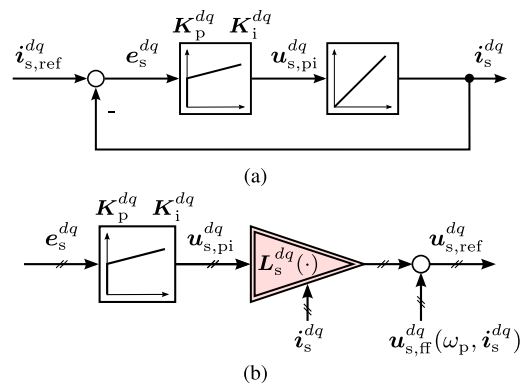 K_p^dq K_i^dq
i_s,ref^dq e_s^dq u_s,pi^dq i_s^dq
-
(a)
K_p^dq K_i^dq
e_s^dq u_s,pi^dq L_s^dq(·) u_s,ref^dq
i_s^dq u_s,ff^dq(ω_p, i_s^dq)
(b)